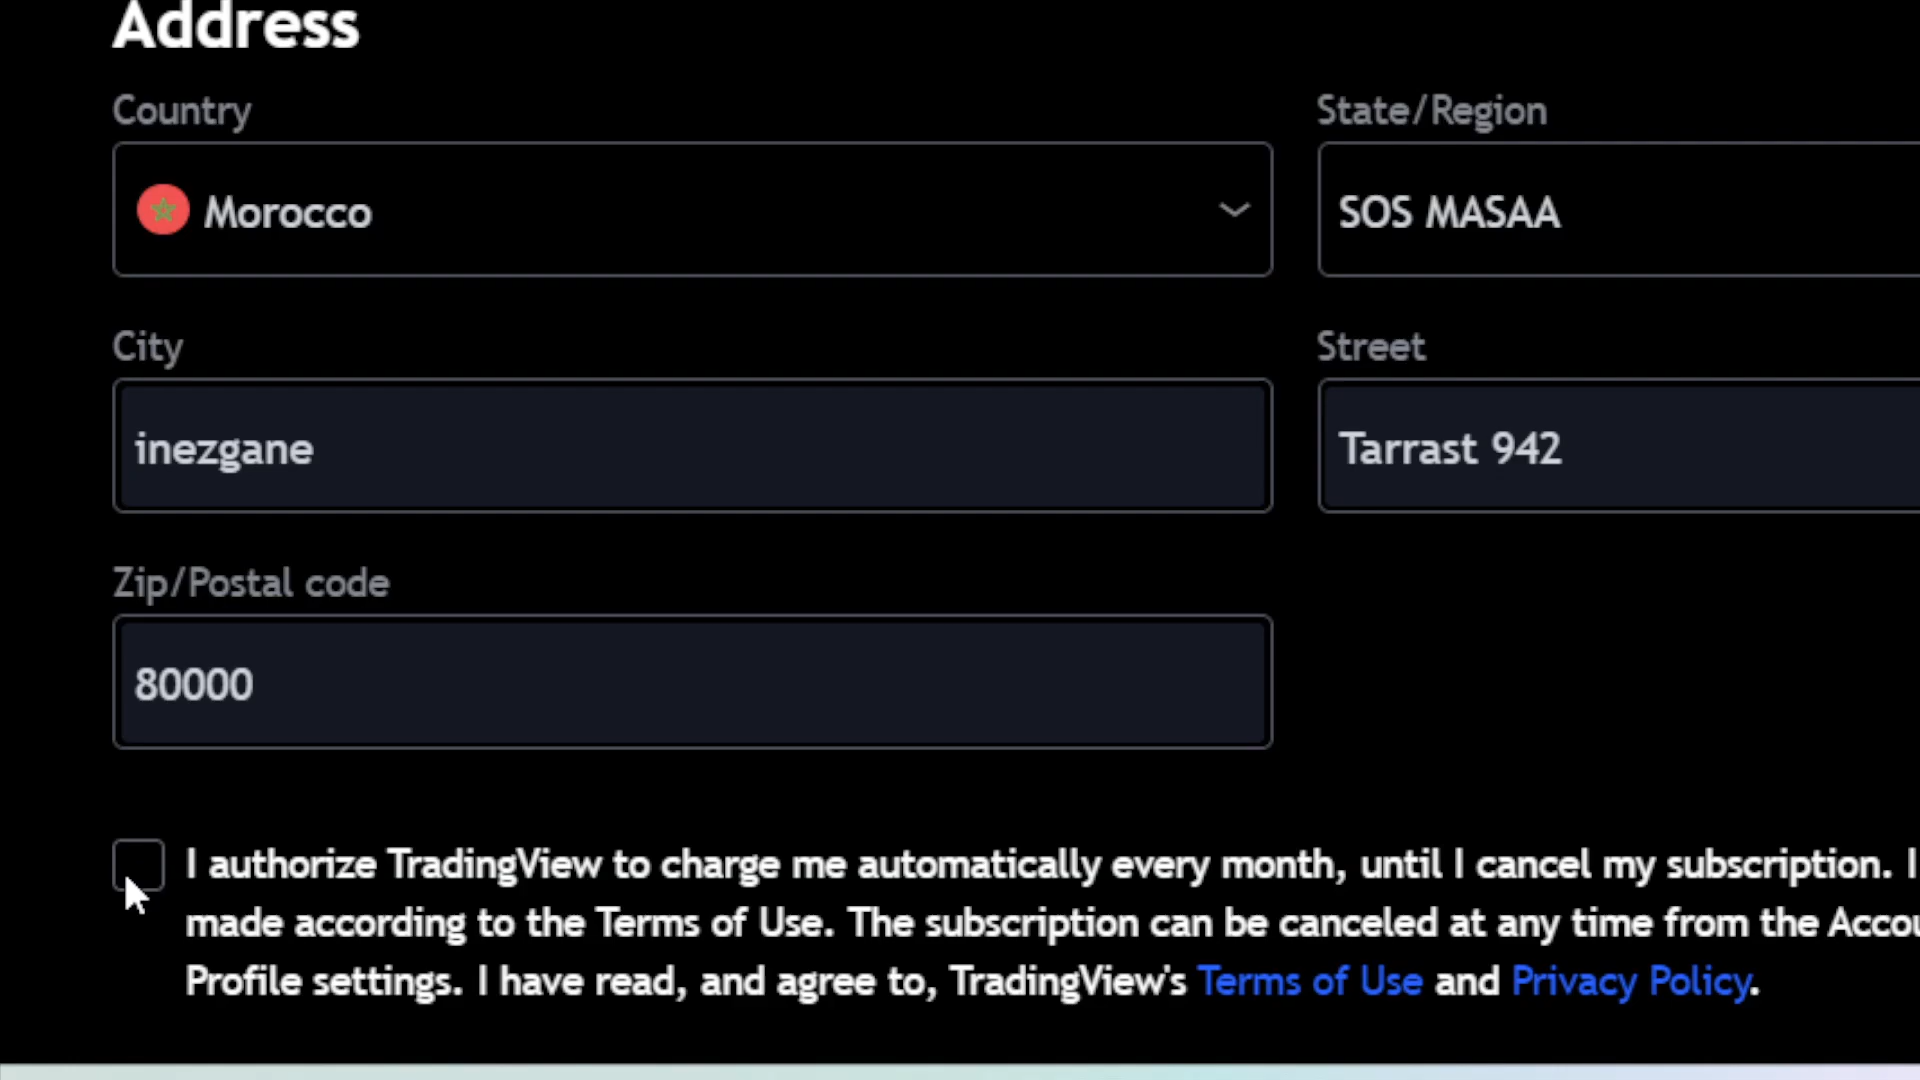 Address
Country
State/Region
Morocco
SOS MASAA
City
Street
inezgane
Tarrast 942
Zip/Postal code
80000
I authorize TradingView to charge me automatically every month, until I cancel my subscription. I
made according to the Terms of Use. The subscription can be canceled at any time from the
Profile settings. I have read, and agree to, TradingView's Terms of Use and Privacy Policy.